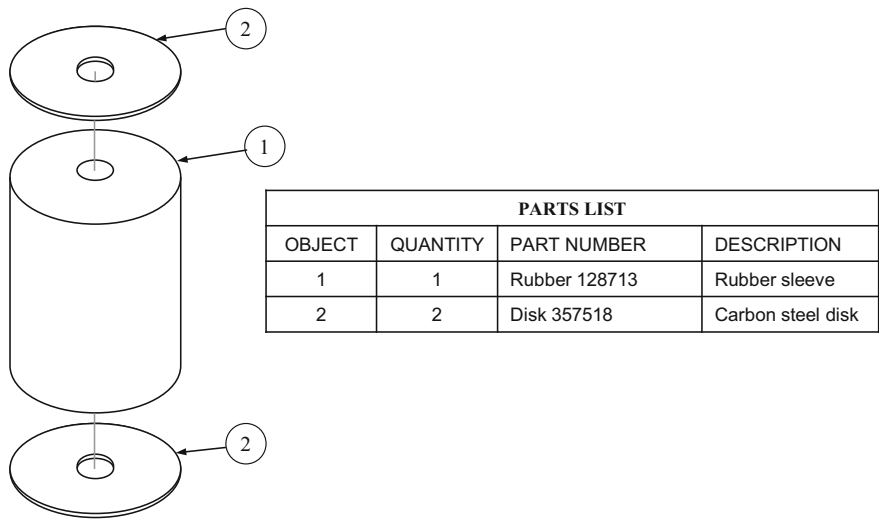 2
1
PARTS LIST
OBJECT QUANTITY PART NUMBER DESCRIPTION
1 1 Rubber 128713 Rubber sleeve
2 2 Disk 357518 Carbon steel disk
2